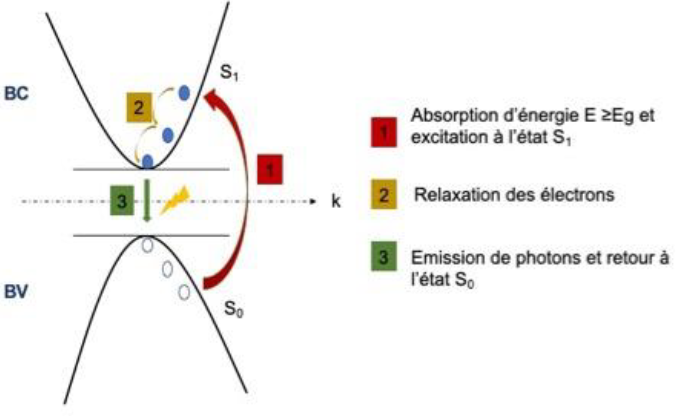 S₁
BC
2
1
3
k
BV
S₀
1 Absorption d'énergie E ≥Eg et
excitation à l'état S₁
2 Relaxation des électrons
3 Emission de photons et retour à
l'état S₀